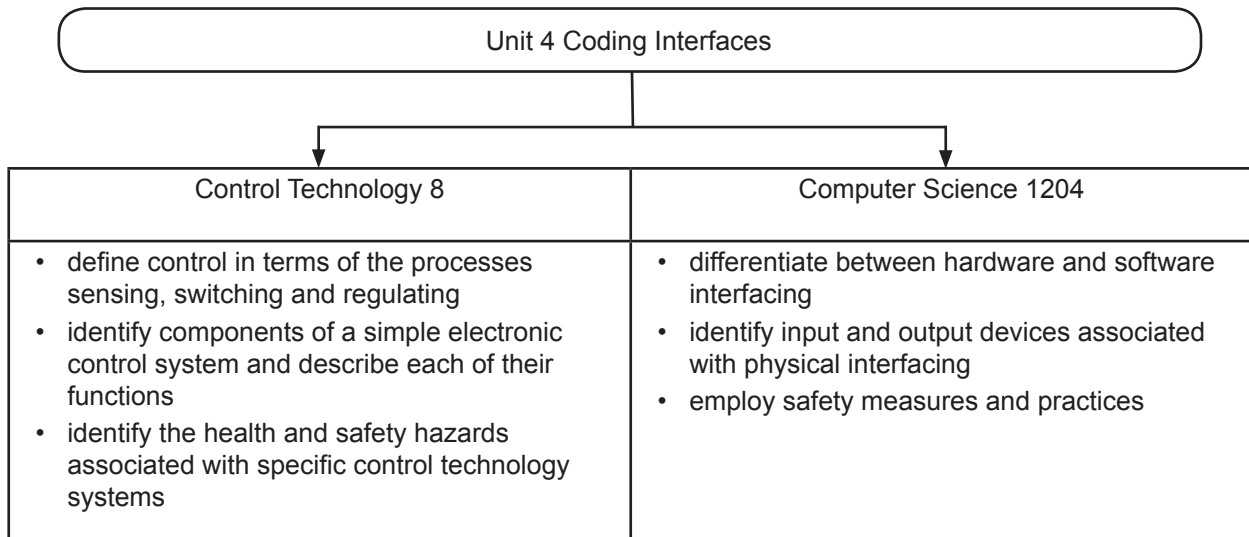 Unit 4 Coding Interfaces
Control Technology 8
• define control in terms of the processes
sensing, switching and regulating
• identify components of a simple electronic
control system and describe each of their
functions
• identify the health and safety hazards
associated with specific control technology
systems
Computer Science 1204
• differentiate between hardware and software
interfacing
• identify input and output devices associated
with physical interfacing
• employ safety measures and practices